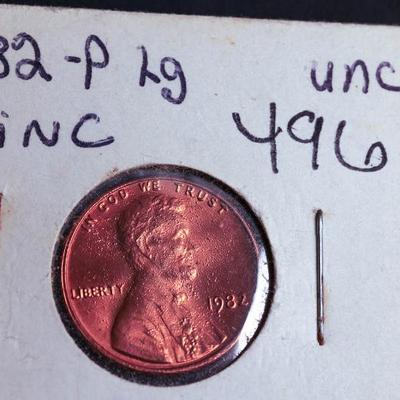 82-P Lg unc
inc 496
IN GOD WE TRUST
LIBERTY 1982